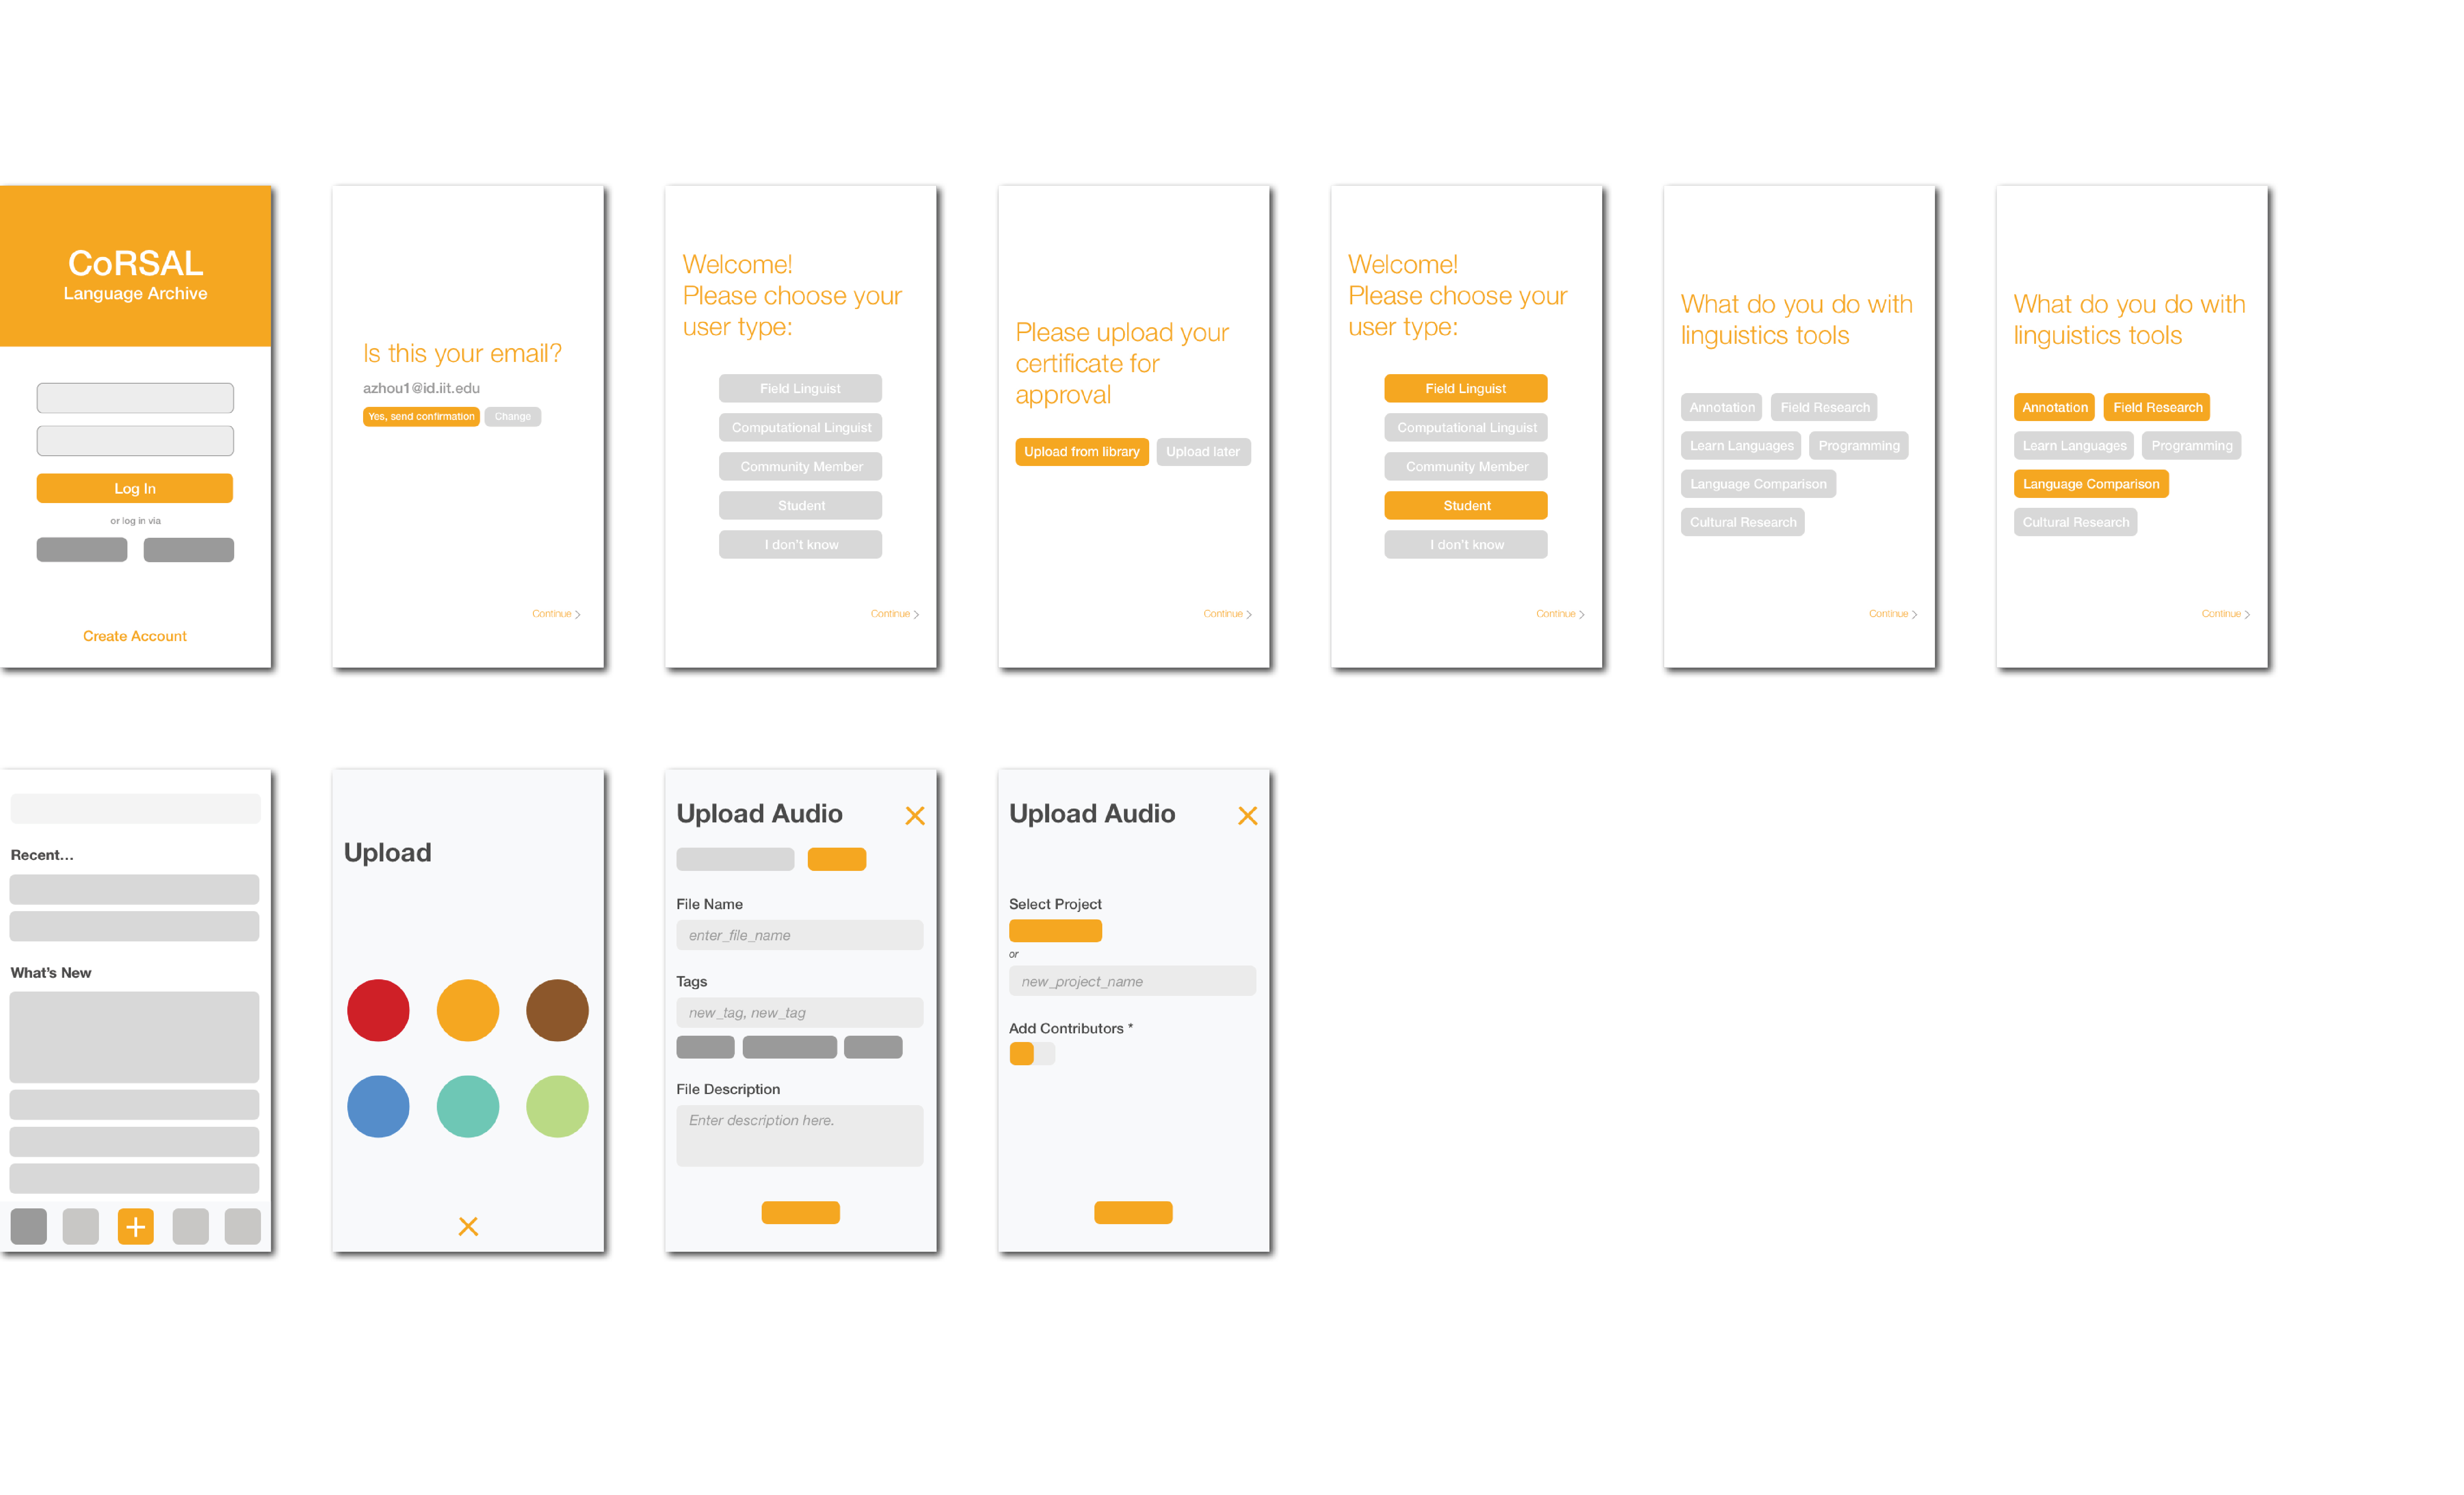 CoRSAL
Language Archive
Log In
or log in via
Create Account
Is this your email?
azhou1@id.iit.edu
Yes, send confirmation
Change
Continue
Welcome!
Please choose your
user type:
Field Linguist
Computational Linguist
Community Member
Student
I don't know
Continue
Please upload your
certificate for
approval
Upload from library
Upload later
Continue
Welcome!
Please choose your
user type:
Field Linguist
Computational Linguist
Community Member
Student
I don't know
Continue
What do you do with
linguistics tools
Annotation
Field Research
Learn Languages
Programming
Language Comparison
Cultural Research
Continue
What do you do with
linguistics tools
Annotation
Field Research
Learn Languages
Programming
Language Comparison
Cultural Research
Continue
Recent...
What's New
Upload
Upload Audio
File Name
enter_file_name
Tags
new_tag, new_tag
File Description
Enter description here.
Upload Audio
Select Project
or
new_project_name
Add Contributors *